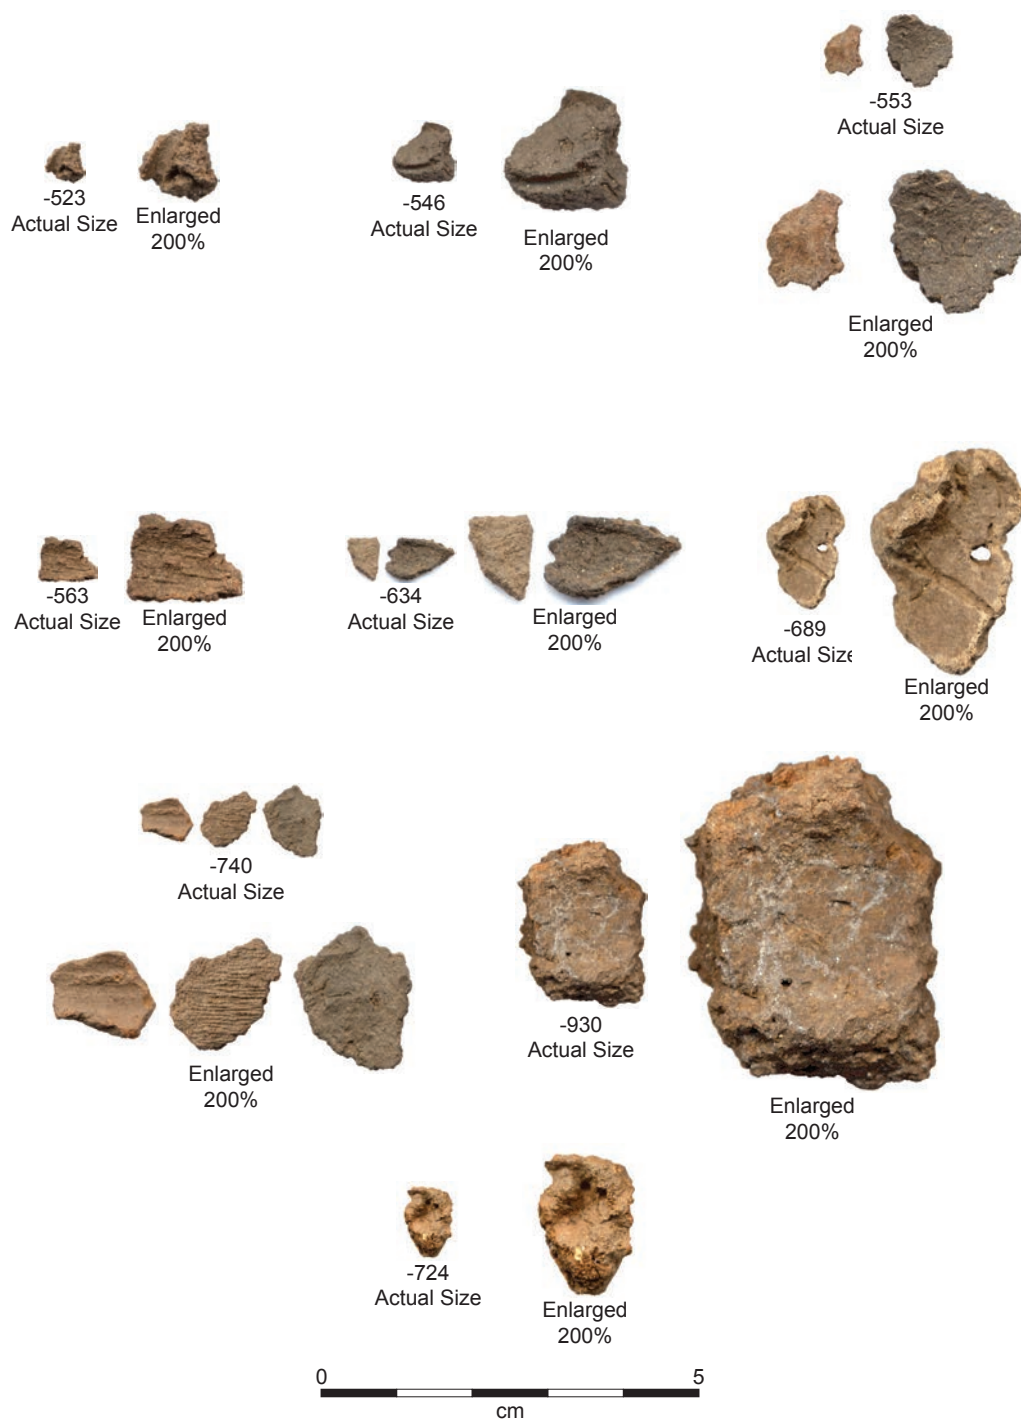 -553
Actual Size
-523
Actual Size
Enlarged
200%
-546
Actual Size
Enlarged
200%
Enlarged
200%
-563
Actual Size
Enlarged
200%
-634
Actual Size
Enlarged
200%
-689
Actual Size
Enlarged
200%
-740
Actual Size
Enlarged
200%
-930
Actual Size
Enlarged
200%
-724
Actual Size
Enlarged
200%
0 5
cm